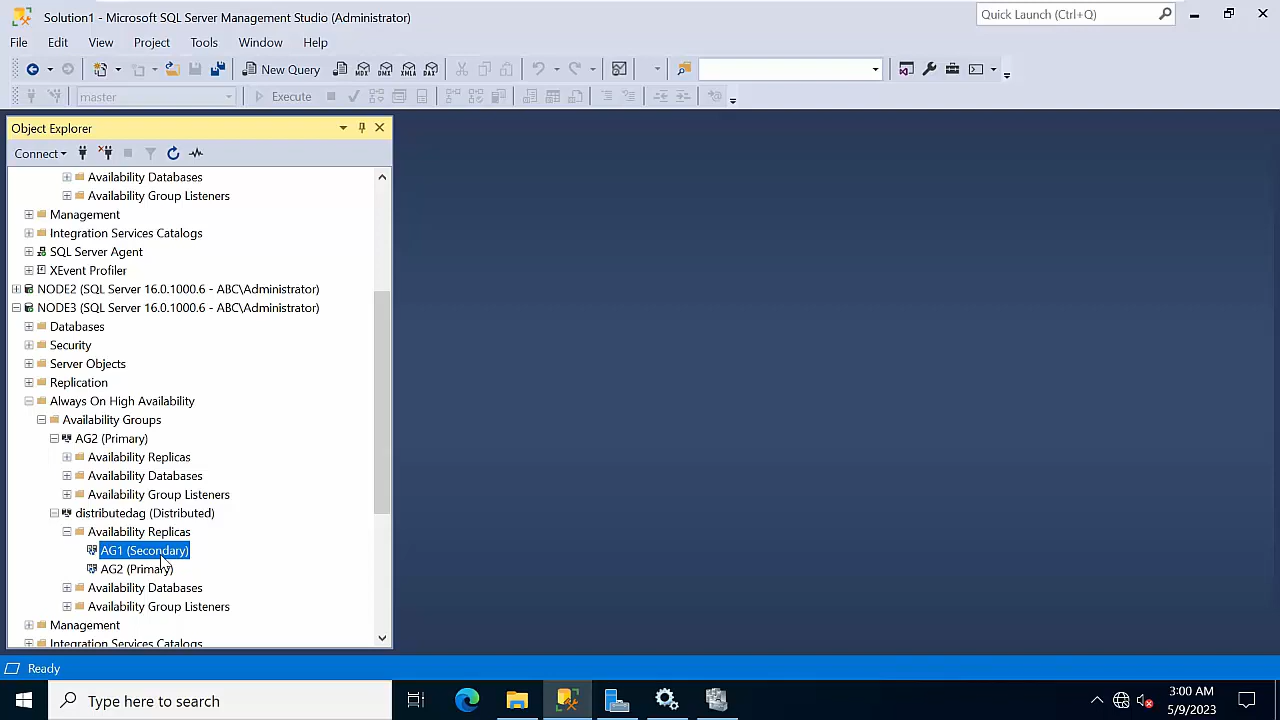 Solution1 - Microsoft SQL Server Management Studio (Administrator)
Quick Launch (Ctrl+Q)
File Edit View Project Tools Window Help
New Query
MDX DMX XMLA DAX
master
Execute
Object Explorer
Connect
Availability Databases
Availability Group Listeners
Management
Integration Services Catalogs
SQL Server Agent
XEvent Profiler
NODE2 (SQL Server 16.0.1000.6 - ABC\Administrator)
NODE3 (SQL Server 16.0.1000.6 - ABC\Administrator)
Databases
Security
Server Objects
Replication
Always On High Availability
Availability Groups
AG2 (Primary)
Availability Replicas
Availability Databases
Availability Group Listeners
distributedag (Distributed)
Availability Replicas
AG1 (Secondary)
AG2 (Primary)
Availability Databases
Availability Group Listeners
Management
Integration Services Catalogs
Ready
Type here to search
3:00 AM
5/9/2023